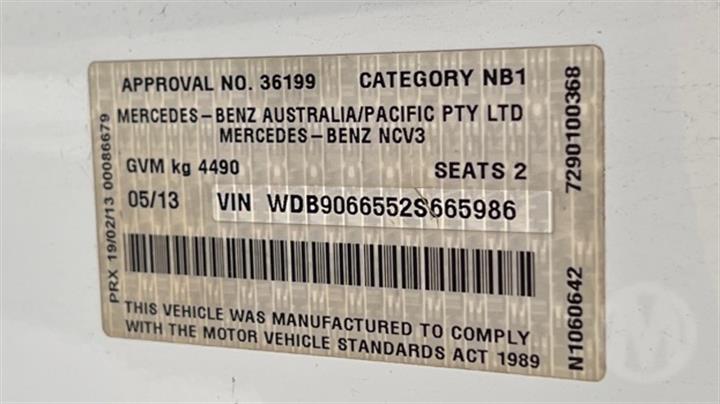 APPROVAL NO. 36199 CATEGORY NB1
MERCEDES-BENZ AUSTRALIA/PACIFIC PTY LTD
MERCEDES-BENZ NCV3
GVM kg 4490 SEATS 2
05/13 VIN WDB9066552S665986
THIS VEHICLE WAS MANUFACTURED TO COMPLY
WITH THE MOTOR VEHICLE STANDARDS ACT 1989
PRX 19/02/13 00086679
7290100368
N1060642